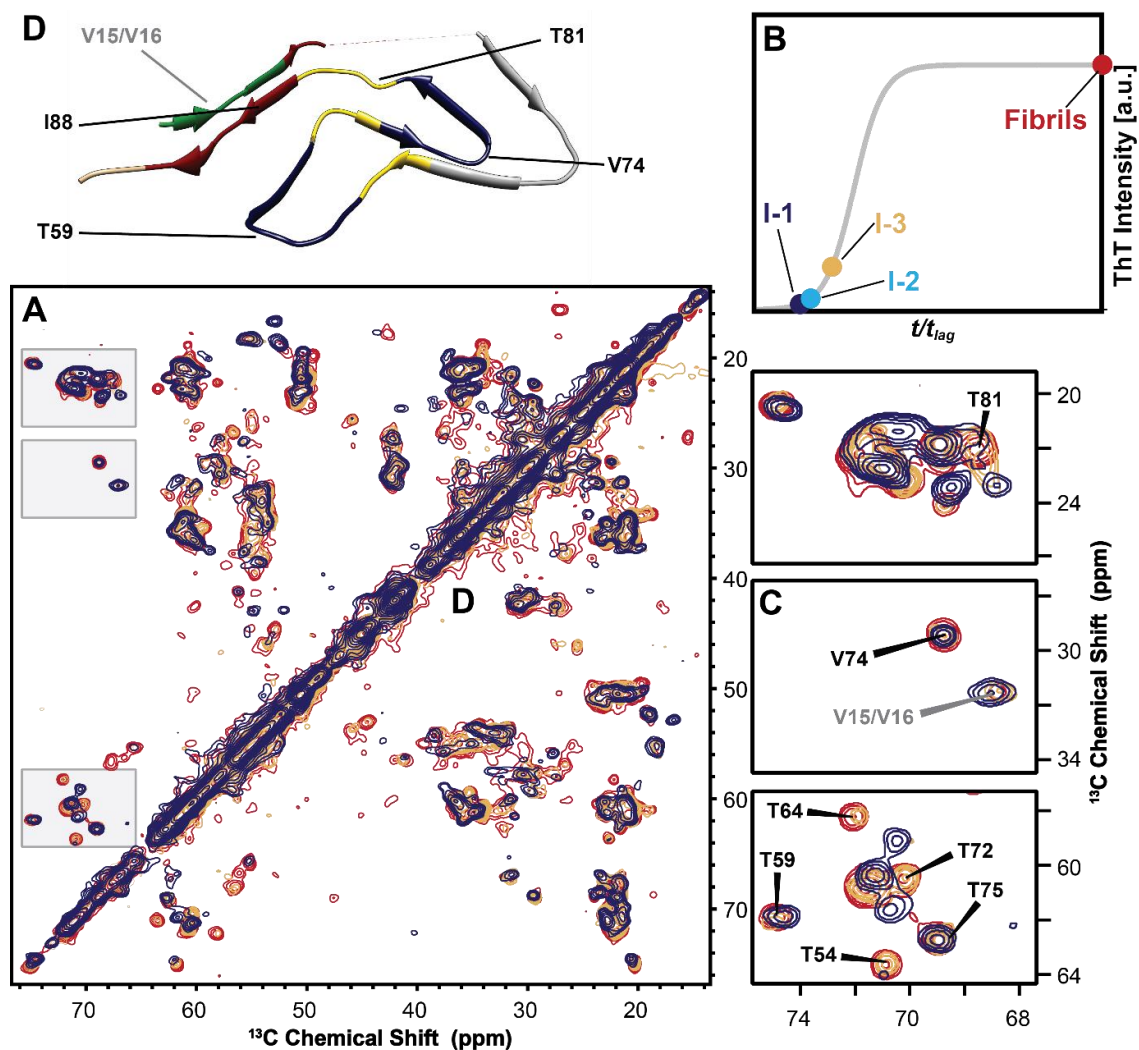 D
V15/V16
T81
I88
V74
T59
B
ThT Intensity [a.u.]
Fibrils
I-1
I-3
I-2
t/tlag
A
D
20
30
40
50
60
70
70
60
50
40
30
20
¹³C Chemical Shift (ppm)
T81
20
24
C
V74
V15/V16
30
34
T64
T59
T72
T75
T54
60
64
74
70
68
¹³C Chemical Shift (ppm)